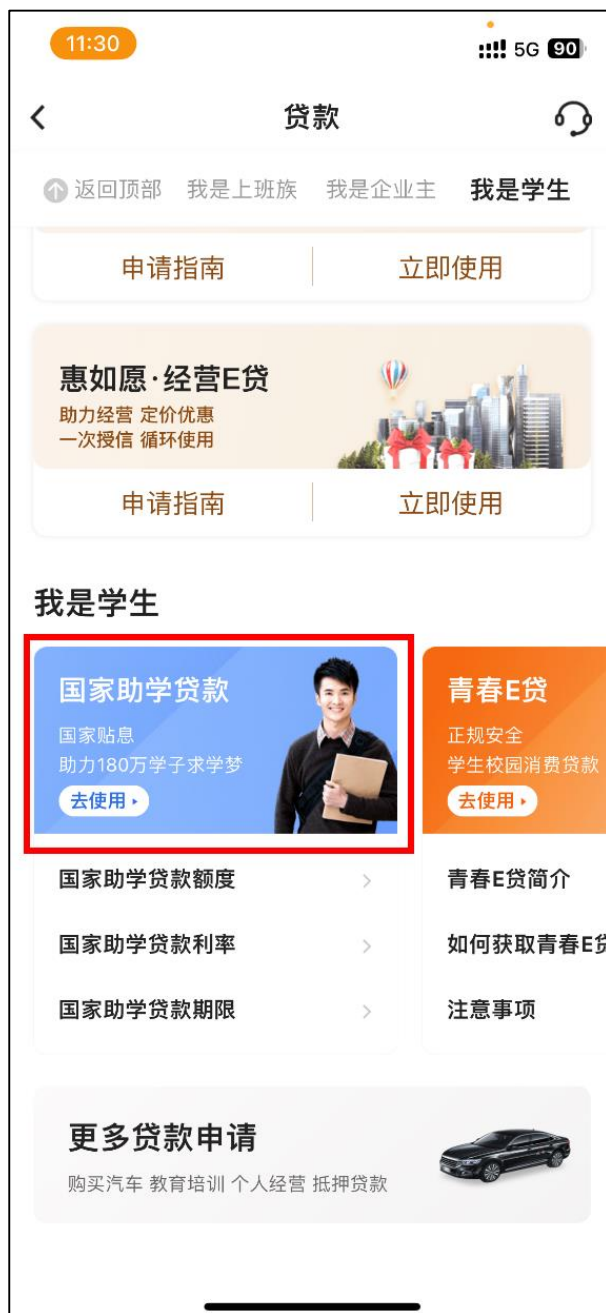 11:30
5G 90
贷款
返回顶部 我是上班族 我是企业主 我是学生
申请指南 立即使用
惠如愿·经营E贷
助力经营 定价优惠
一次授信 循环使用
申请指南 立即使用
我是学生
国家助学贷款
国家贴息
助力180万学子求学梦
去使用
国家助学贷款额度
国家助学贷款利率
国家助学贷款期限
青春E贷
正规安全
学生校园消费贷款
去使用
青春E贷简介
如何获取青春E贷
注意事项
更多贷款申请
购买汽车 教育培训 个人经营 抵押贷款